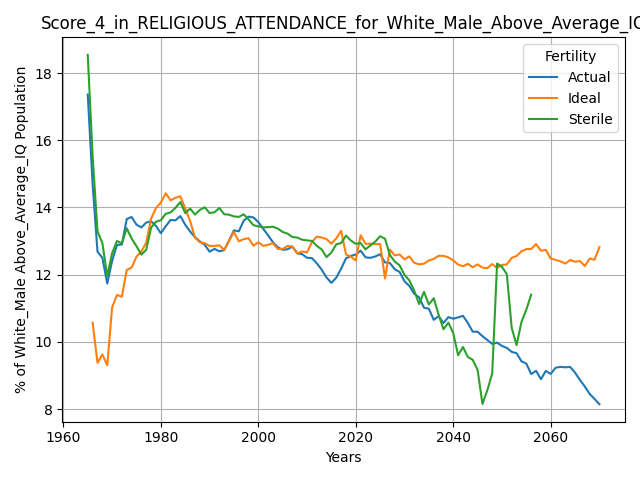 Score_4_in_RELIGIOUS_ATTENDANCE_for_White_Male_Above_Average_IQ
% of White_Male Above_Average_IQ Population
18
16
14
12
10
8
Fertility
Actual
Ideal
Sterile
1960
1980
2000
2020
2040
2060
Years